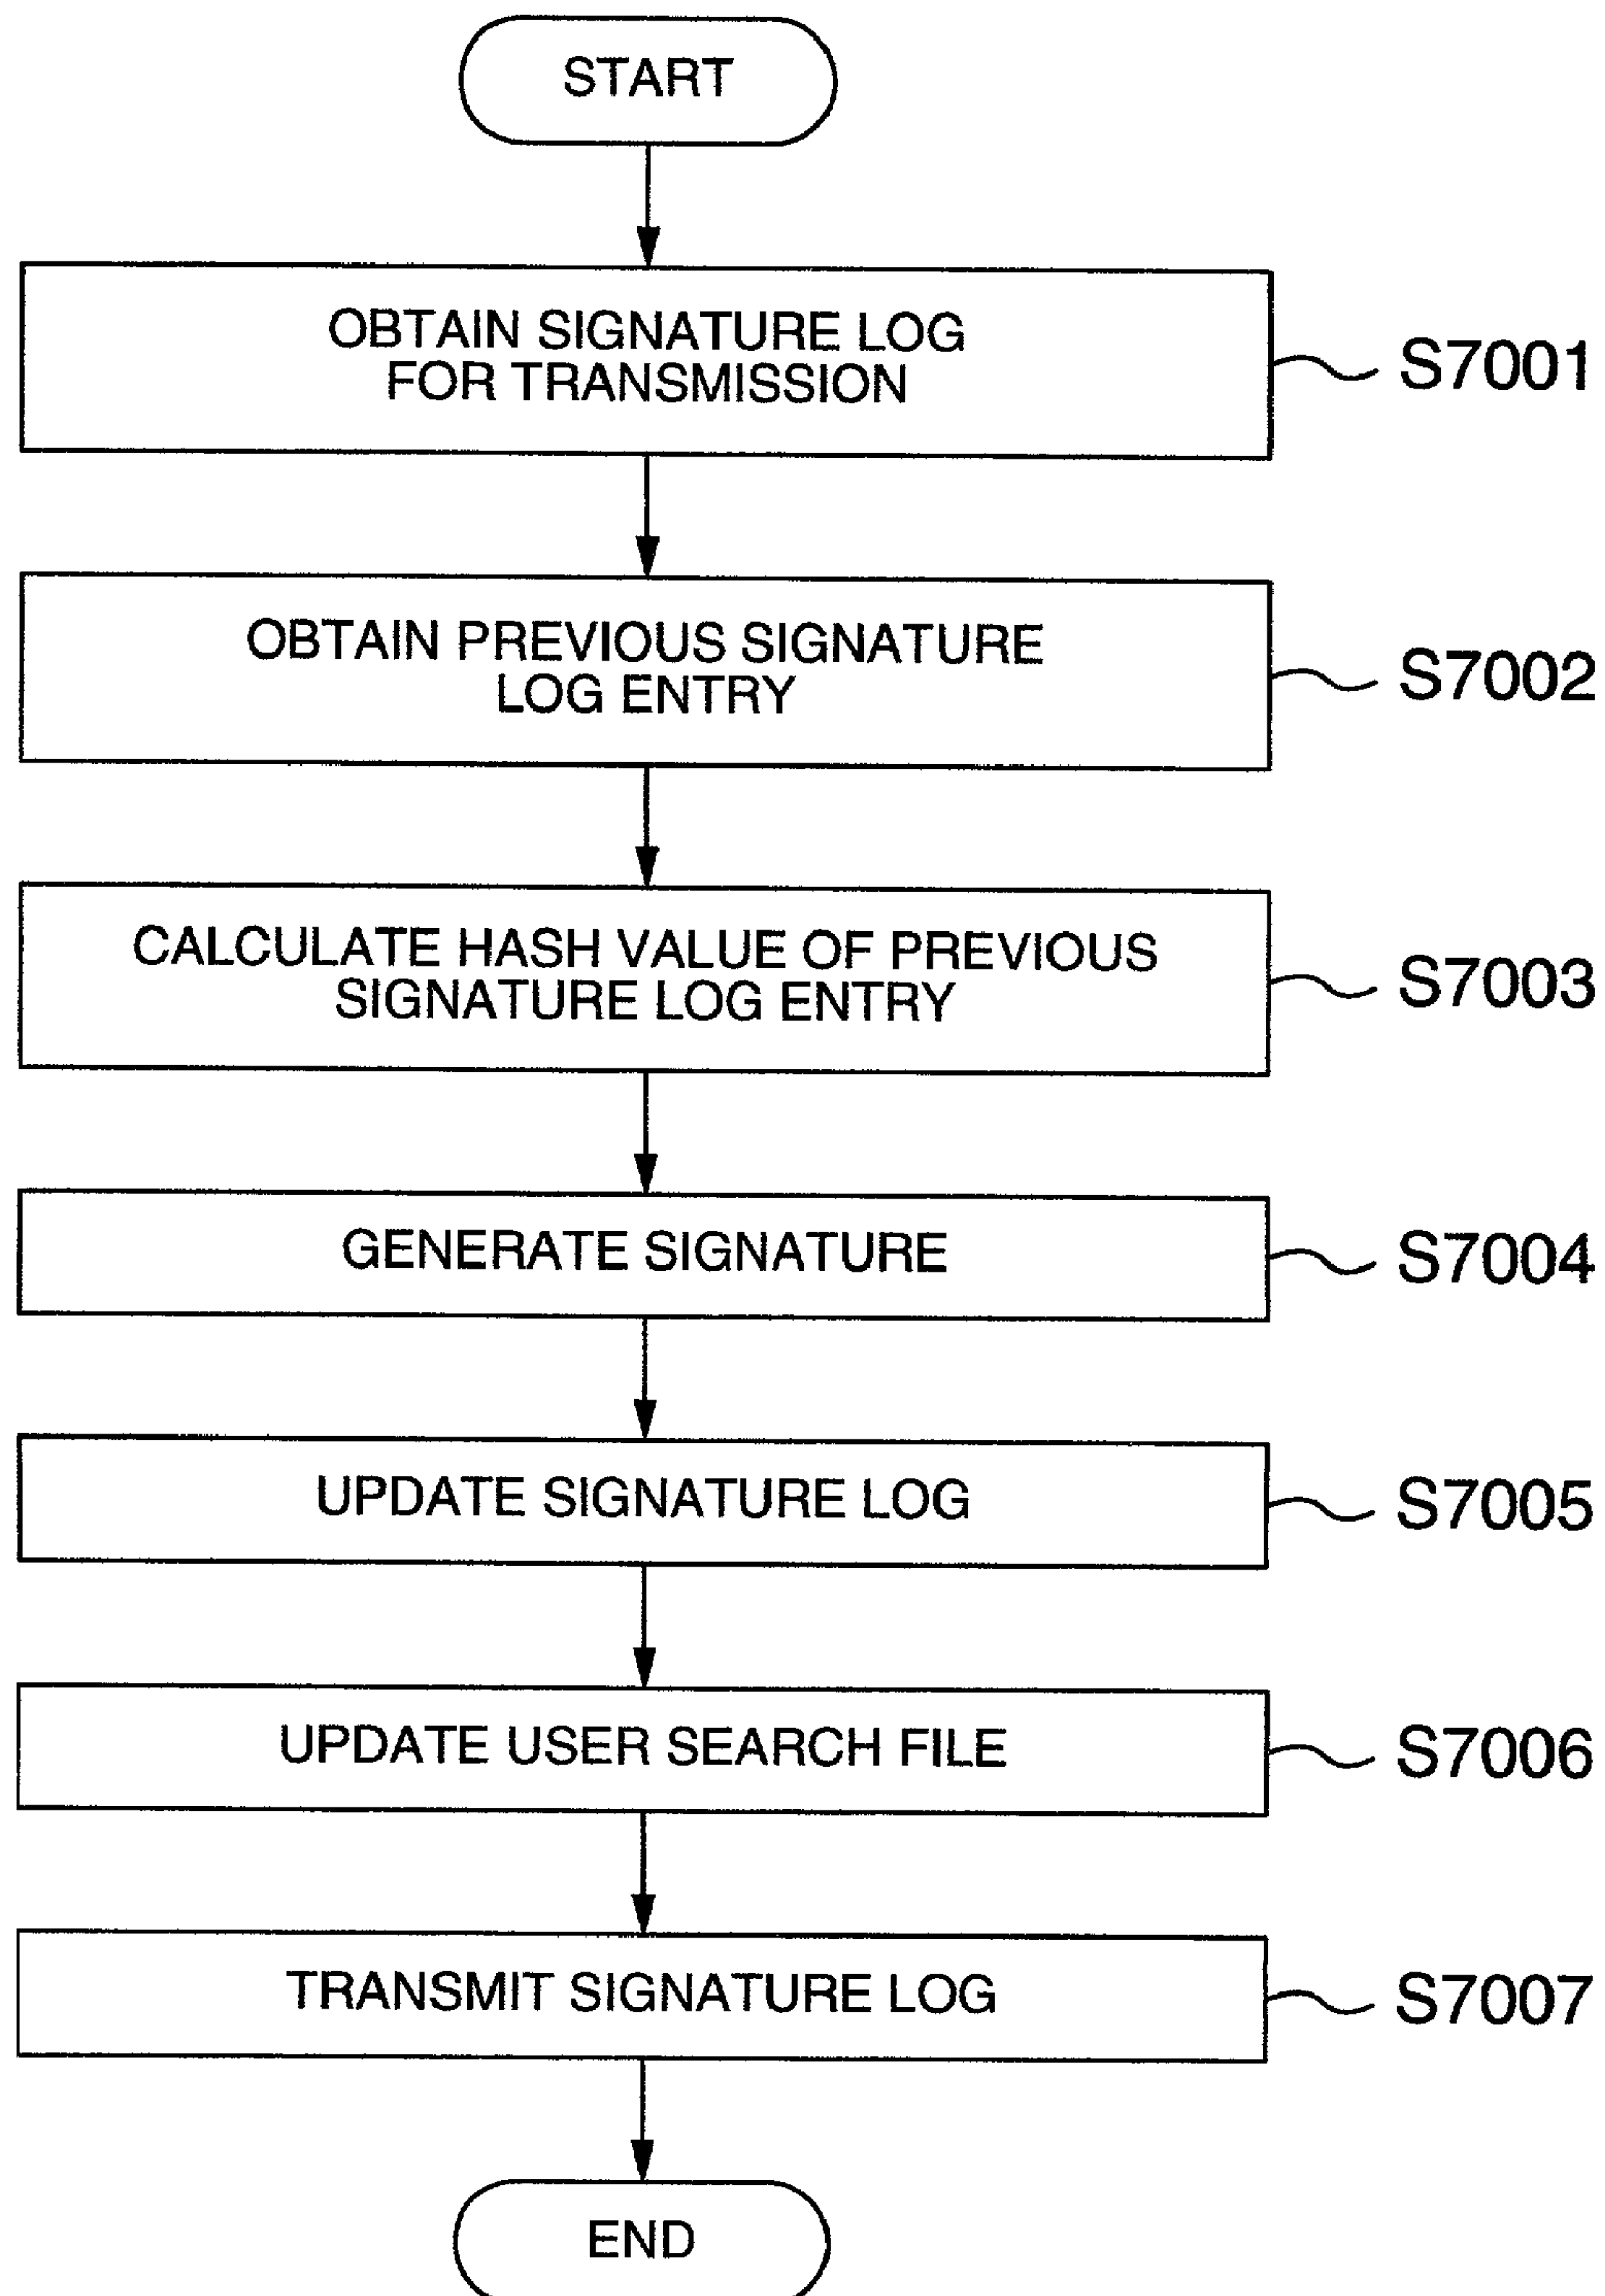 START
OBTAIN SIGNATURE LOG
FOR TRANSMISSION
S7001
OBTAIN PREVIOUS SIGNATURE
LOG ENTRY
S7002
CALCULATE HASH VALUE OF PREVIOUS
SIGNATURE LOG ENTRY
S7003
GENERATE SIGNATURE
S7004
UPDATE SIGNATURE LOG
S7005
UPDATE USER SEARCH FILE
S7006
TRANSMIT SIGNATURE LOG
S7007
END